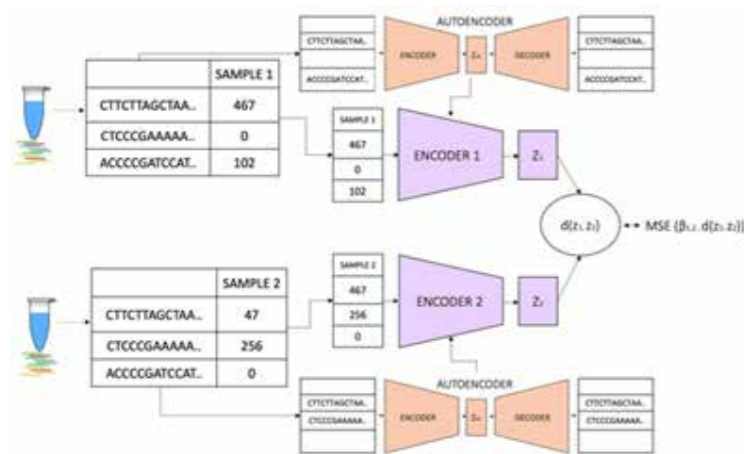 AUTOENCODER
CTTCTTAGCTAA..
ACCCCGATCCAT..
ENCODER
DECODER
CTTCTTAGCTAA..
ACCCCGATCCAT..
SAMPLE 1
CTTCTTAGCTAA.. 467
CTCCCGAAAAA.. 0
ACCCCGATCCAT.. 102
SAMPLE 1
467
0
102
ENCODER 1
Z₁
d(z₁,z₂)
MSE (β₁,₂, d(z₁,z₂))
SAMPLE 2
CTTCTTAGCTAA.. 47
CTCCCGAAAAA.. 256
ACCCCGATCCAT.. 0
SAMPLE 2
467
256
0
ENCODER 2
Z₂
AUTOENCODER
CTTCTTAGCTAA..
CTCCCGAAAAA..
ENCODER
DECODER
CTTCTTAGCTAA..
CTCCCGAAAAA..